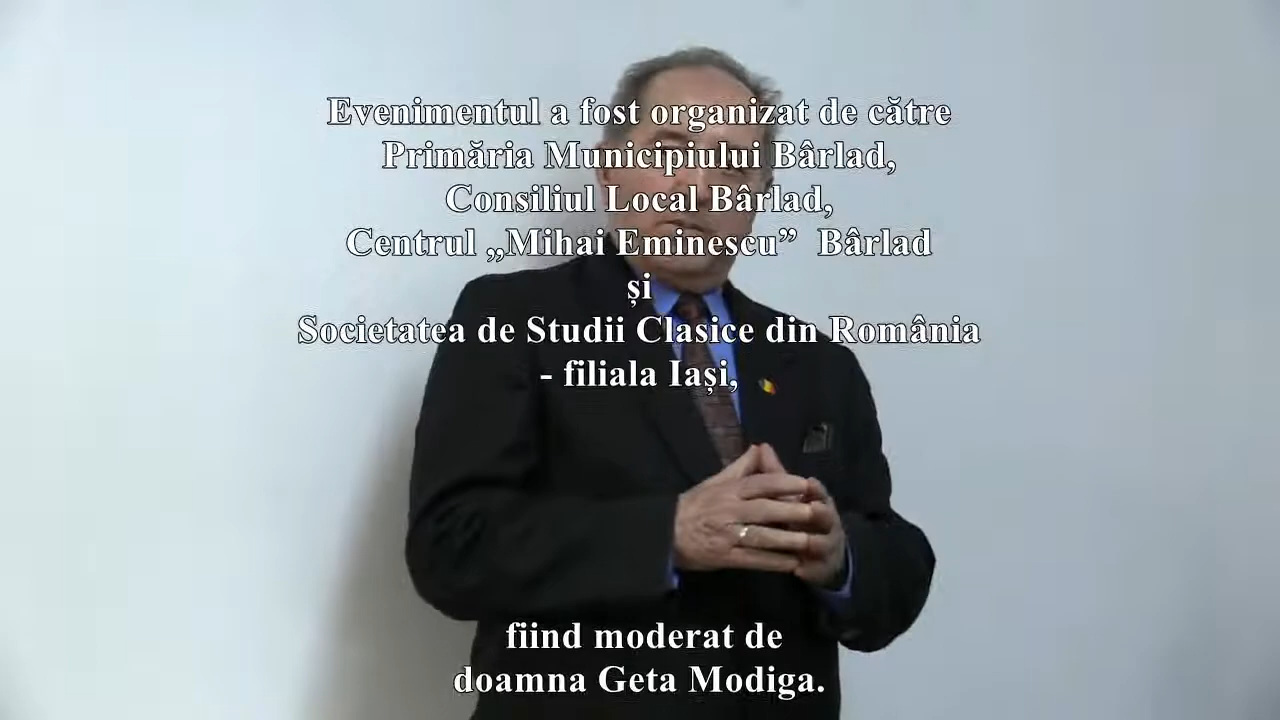 Evenimentul a fost organizat de către
Primăria Municipiului Bârlad,
Consiliul Local Bârlad,
Centrul „Mihai Eminescu” Bârlad
și
Societatea de Studii Clasice din România
- filiala Iași,
fiind moderat de
doamna Geta Modiga.